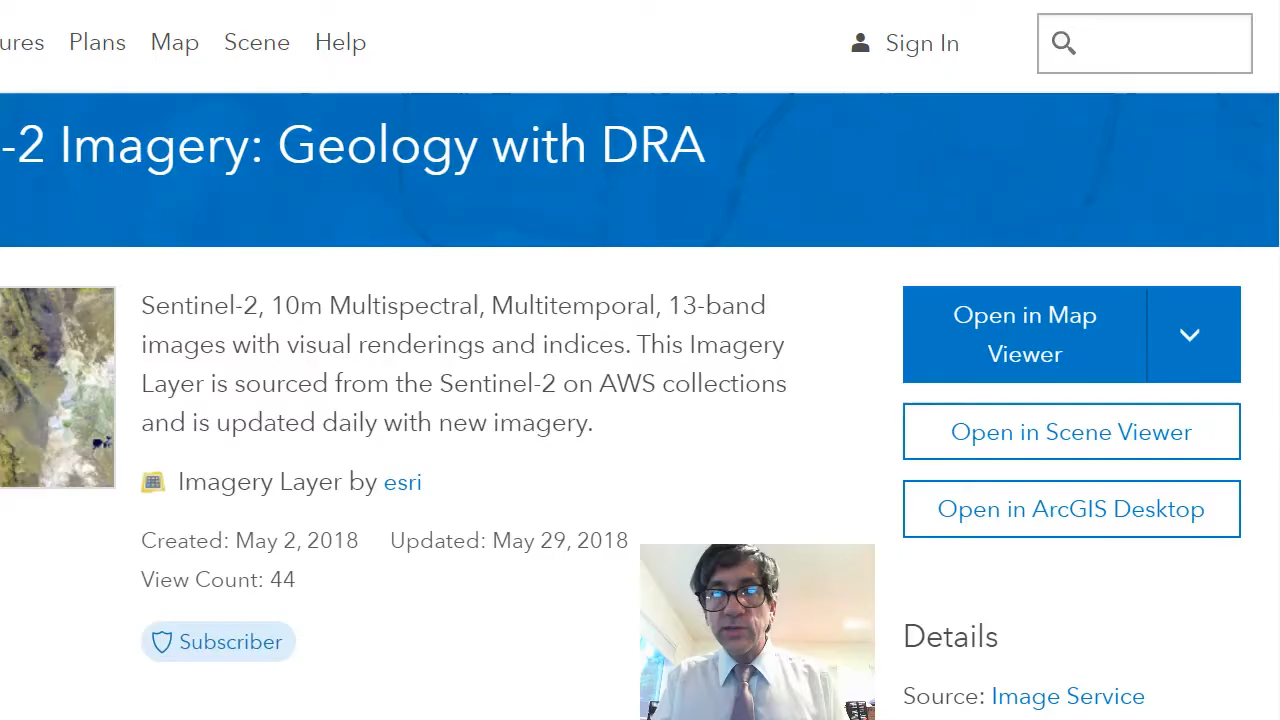 ures Plans Map Scene Help Sign In
-2 Imagery: Geology with DRA
Sentinel-2, 10m Multispectral, Multitemporal, 13-band
images with visual renderings and indices. This Imagery
Layer is sourced from the Sentinel-2 on AWS collections
and is updated daily with new imagery.
Imagery Layer by esri
Created: May 2, 2018 Updated: May 29, 2018
View Count: 44
Subscriber
Open in Map
Viewer
Open in Scene Viewer
Open in ArcGIS Desktop
Details
Source: Image Service